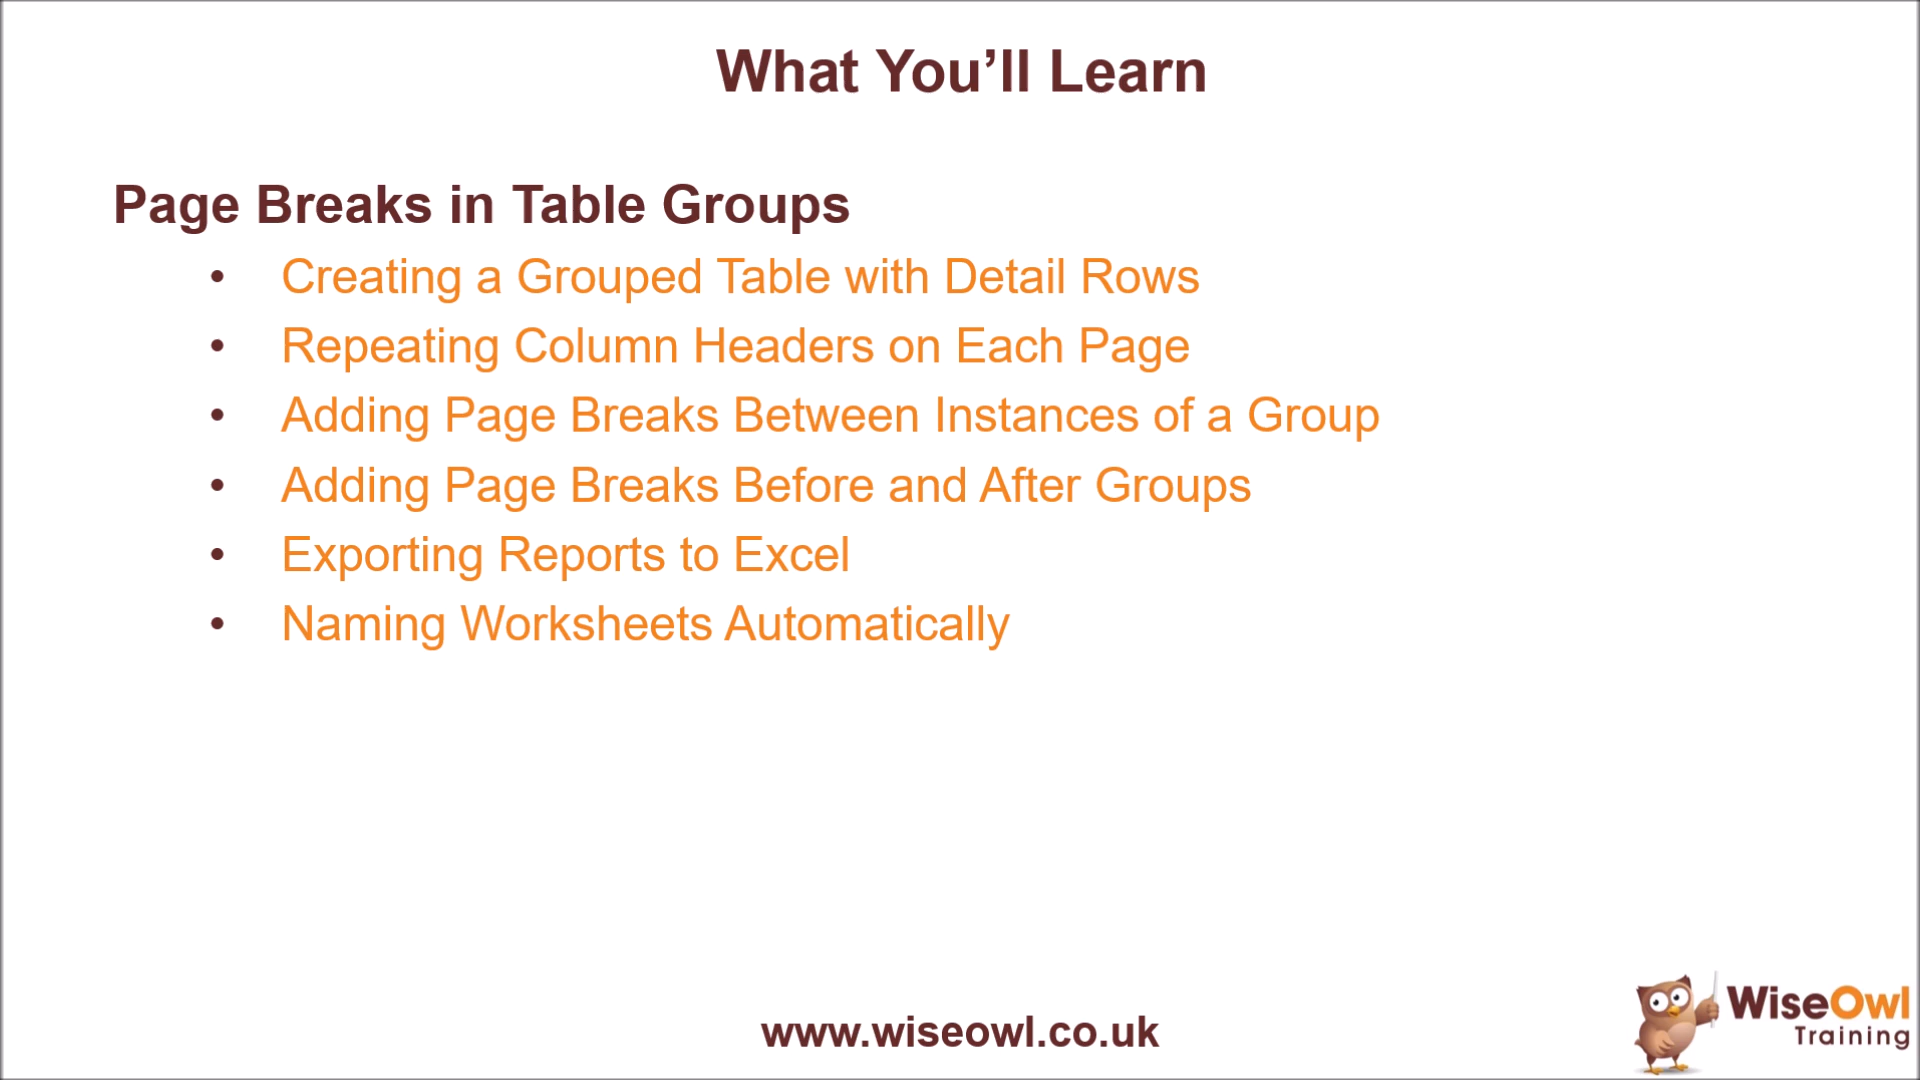 What You’ll Learn
Page Breaks in Table Groups
• Creating a Grouped Table with Detail Rows
• Repeating Column Headers on Each Page
• Adding Page Breaks Between Instances of a Group
• Adding Page Breaks Before and After Groups
• Exporting Reports to Excel
• Naming Worksheets Automatically
www.wiseowl.co.uk
WiseOwl
Training